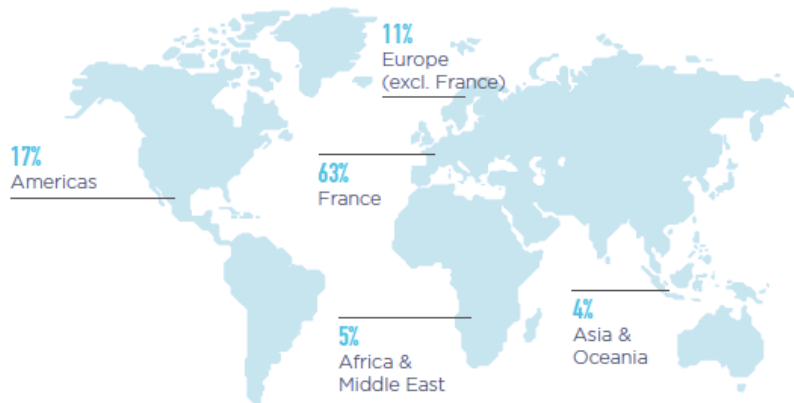 11%
Europe
(excl. France)
17%
Americas
63%
France
5%
Africa &
Middle East
4%
Asia &
Oceania